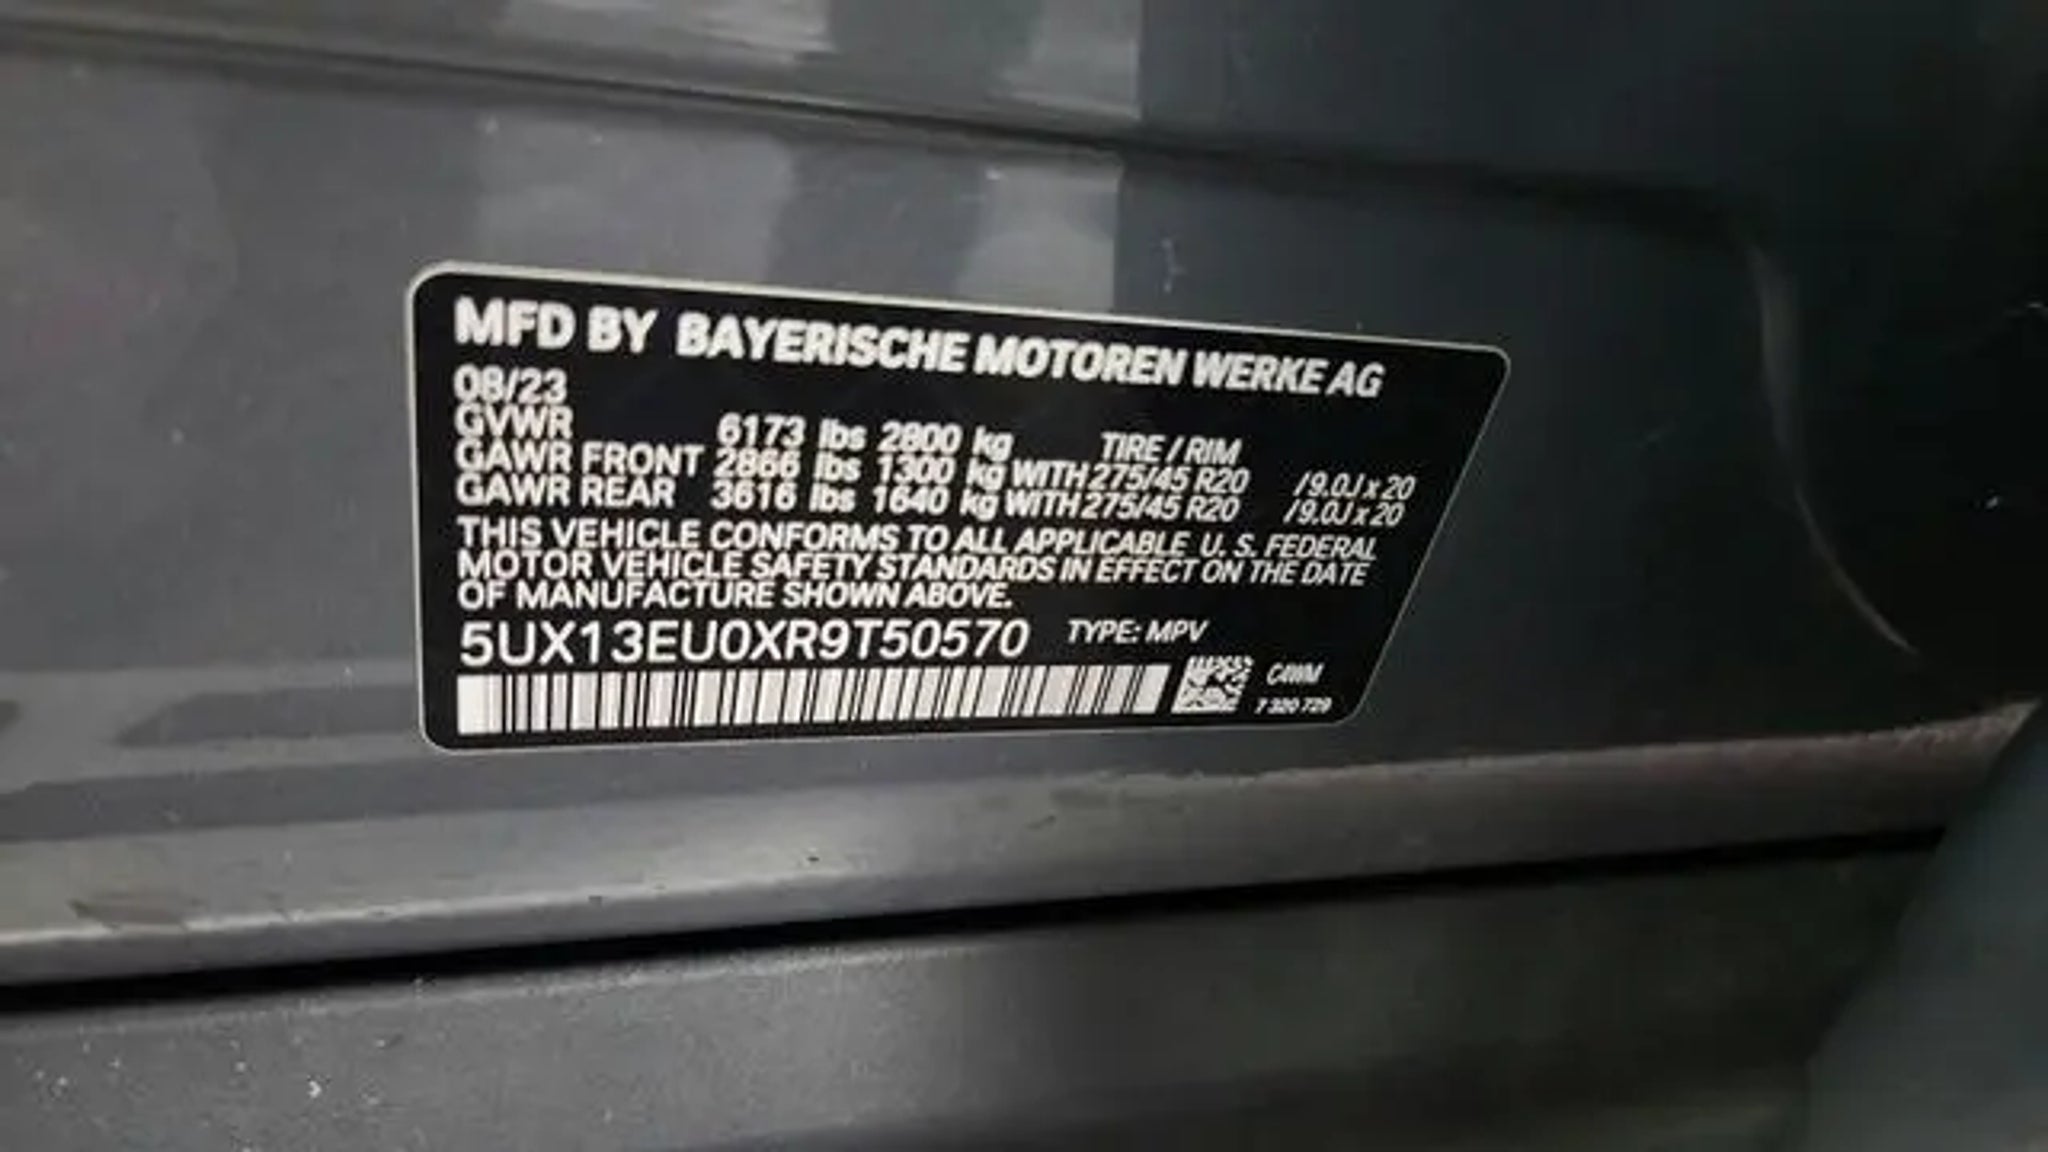 MFD BY BAYERISCHE MOTOREN WERKE AG
08/23
GVWR 6173 lbs 2800 kg TIRE / RIM
GAWR FRONT 2866 lbs 1300 kg WITH 275/45 R20 / 9.0J x 20
GAWR REAR 3616 lbs 1640 kg WITH 275/45 R20 / 9.0J x 20
THIS VEHICLE CONFORMS TO ALL APPLICABLE U. S. FEDERAL
MOTOR VEHICLE SAFETY STANDARDS IN EFFECT ON THE DATE
OF MANUFACTURE SHOWN ABOVE.
5UX13EU0XR9T50570 TYPE: MPV
C4WM
7 320 729